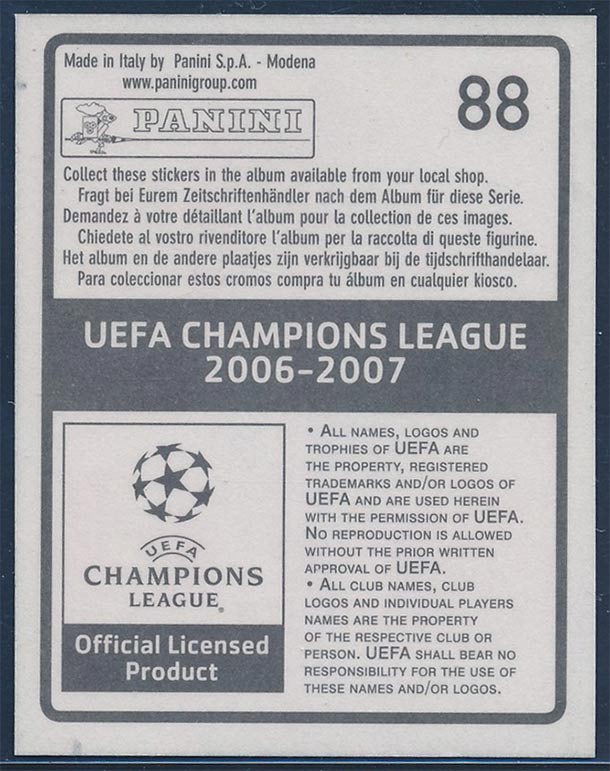 Made in Italy by Panini S.p.A. - Modena
www.paninigroup.com
88
PANINI
Collect these stickers in the album available from your local shop.
Fragt bei Eurem Zeitschriftenhändler nach dem Album für diese Serie.
Demandez à votre détaillant l'album pour la collection de ces images.
Chiedete al vostro rivenditore l'album per la raccolta di queste figurine.
Het album en de andere plaatjes zijn verkrijgbaar bij de tijdschrifthandelaar.
Para coleccionar estos cromos compra tu álbum en cualquier kiosco.
UEFA CHAMPIONS LEAGUE
2006-2007
UEFA
CHAMPIONS
LEAGUE®
Official Licensed
Product
• ALL NAMES, LOGOS AND
TROPHIES OF UEFA ARE
THE PROPERTY, REGISTERED
TRADEMARKS AND/OR LOGOS OF
UEFA AND ARE USED HEREIN
WITH THE PERMISSION OF UEFA.
NO REPRODUCTION IS ALLOWED
WITHOUT THE PRIOR WRITTEN
APPROVAL OF UEFA.
• ALL CLUB NAMES, CLUB
LOGOS AND INDIVIDUAL PLAYERS
NAMES ARE THE PROPERTY
OF THE RESPECTIVE CLUB OR
PERSON. UEFA SHALL BEAR NO
RESPONSIBILITY FOR THE USE OF
THESE NAMES AND/OR LOGOS.